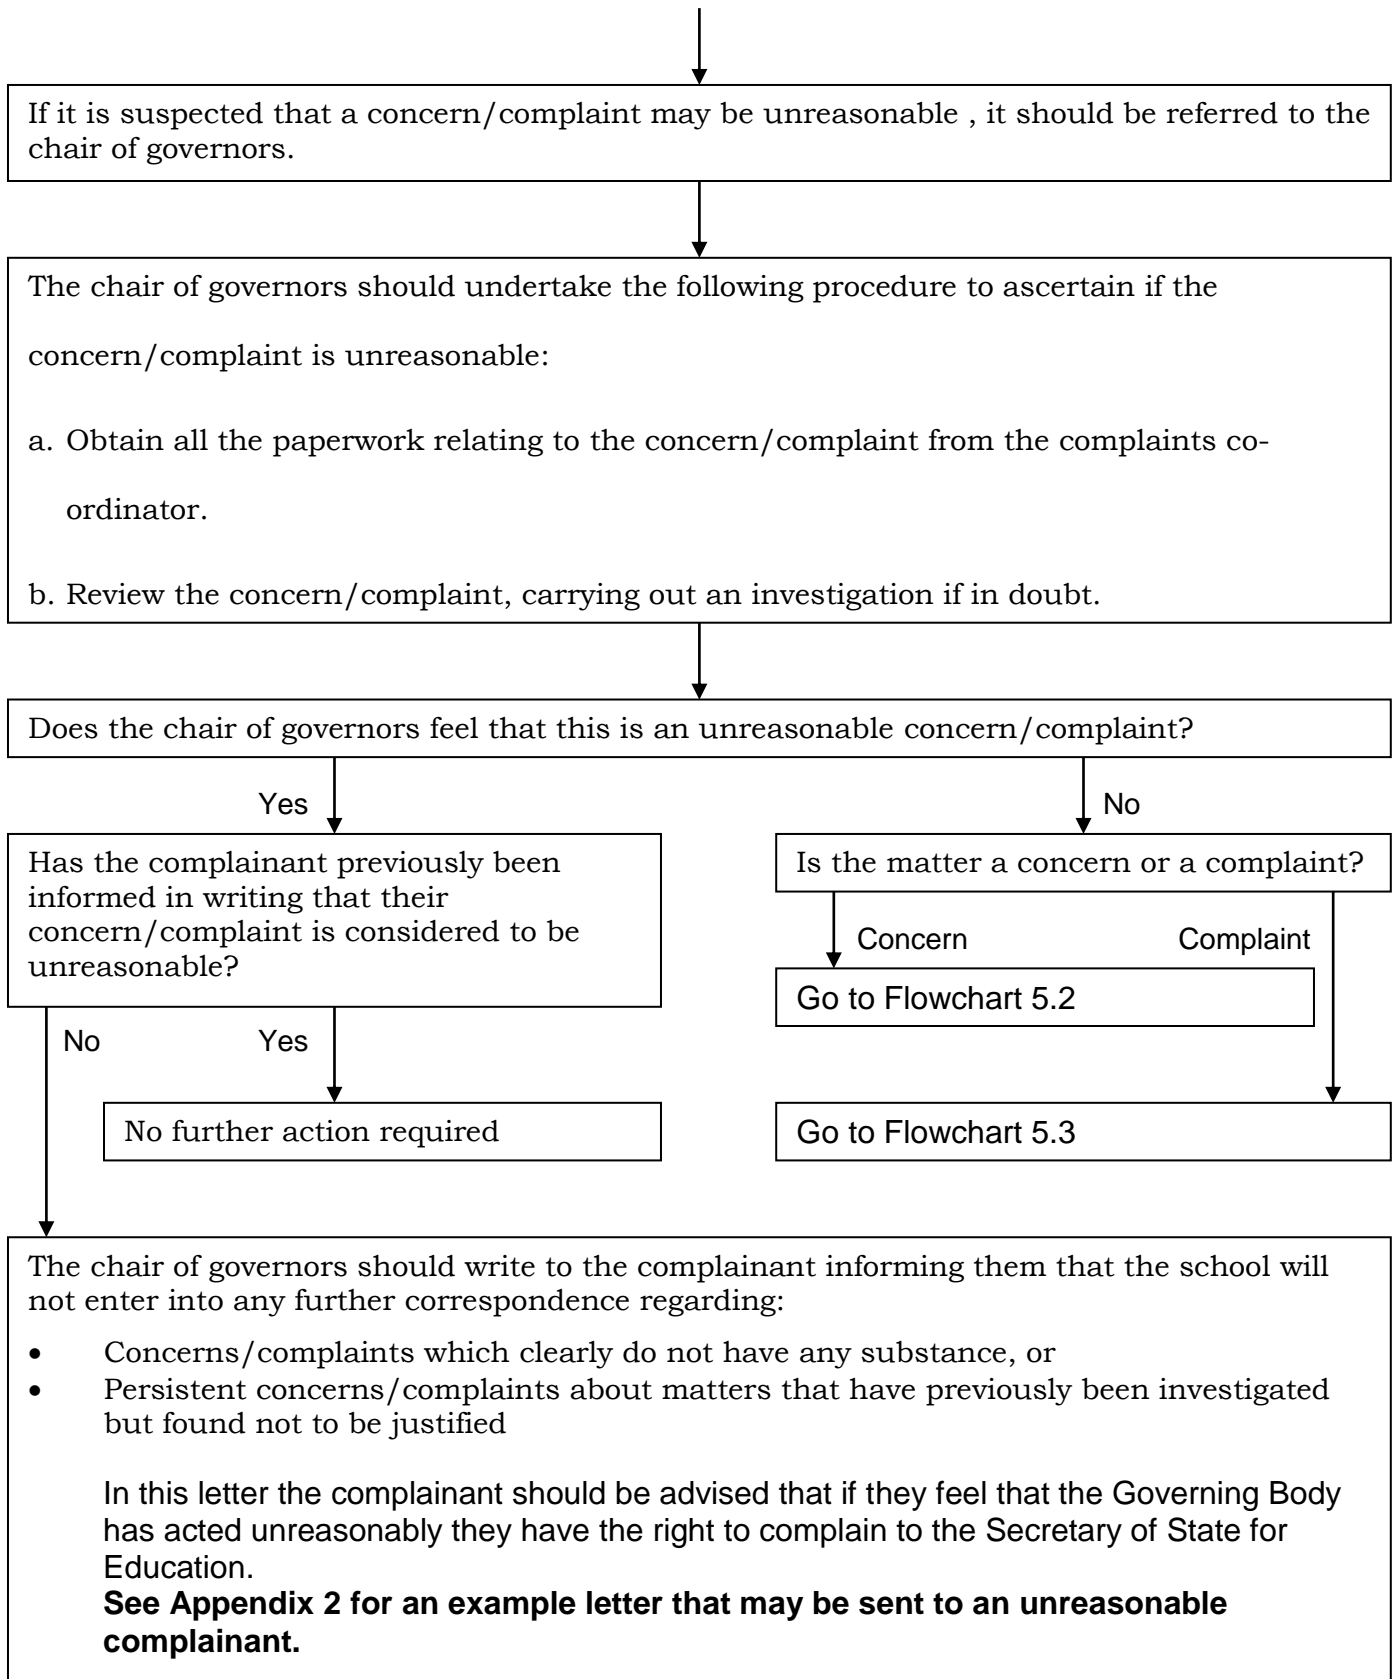 If it is suspected that a concern/complaint may be unreasonable , it should be referred to the
chair of governors.
The chair of governors should undertake the following procedure to ascertain if the
concern/complaint is unreasonable:
a. Obtain all the paperwork relating to the concern/complaint from the complaints co-
ordinator.
b. Review the concern/complaint, carrying out an investigation if in doubt.
Does the chair of governors feel that this is an unreasonable concern/complaint?
Yes
No
Has the complainant previously been
informed in writing that their
concern/complaint is considered to be
unreasonable?
Is the matter a concern or a complaint?
Concern
Complaint
Go to Flowchart 5.2
No
Yes
No further action required
Go to Flowchart 5.3
The chair of governors should write to the complainant informing them that the school will
not enter into any further correspondence regarding:
• Concerns/complaints which clearly do not have any substance, or
• Persistent concerns/complaints about matters that have previously been investigated
but found not to be justified
In this letter the complainant should be advised that if they feel that the Governing Body
has acted unreasonably they have the right to complain to the Secretary of State for
Education.
See Appendix 2 for an example letter that may be sent to an unreasonable
complainant.